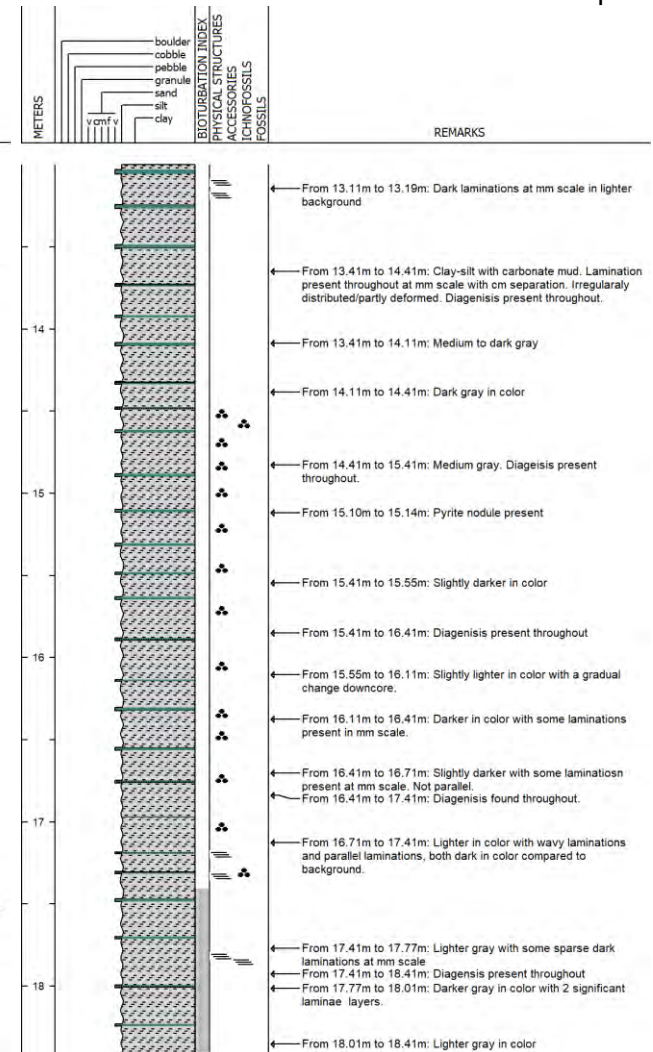 METERS
boulder
cobble
pebble
granule
sand
silt
clay
v c m f v
BIOTURBATION INDEX
PHYSICAL STRUCTURES
ACCESSORIES
ICHNOFOSSILS
FOSSILS
REMARKS
From 13.11m to 13.19m: Dark laminations at mm scale in lighter
background
From 13.41m to 14.41m: Clay-silt with carbonate mud. Lamination
present throughout at mm scale with cm separation. Irregularaly
distributed/partly deformed. Diagenisis present throughout.
14
From 13.41m to 14.11m: Medium to dark gray
From 14.11m to 14.41m: Dark gray in color
From 14.41m to 15.41m: Medium gray. Diageisis present
throughout.
15
From 15.10m to 15.14m: Pyrite nodule present
From 15.41m to 15.55m: Slightly darker in color
From 15.41m to 16.41m: Diagenisis present throughout
16
From 15.55m to 16.11m: Slightly lighter in color with a gradual
change downcore.
From 16.11m to 16.41m: Darker in color with some laminations
present in mm scale.
From 16.41m to 16.71m: Slightly darker with some laminatiosn
present at mm scale. Not parallel.
From 16.41m to 17.41m: Diagenisis found throughout.
17
From 16.71m to 17.41m: Lighter in color with wavy laminations
and parallel laminations, both dark in color compared to
background.
From 17.41m to 17.77m: Lighter gray with some sparse dark
laminations at mm scale
From 17.41m to 18.41m: Diagensis present throughout
18
From 17.77m to 18.01m: Darker gray in color with 2 significant
laminae layers.
From 18.01m to 18.41m: Lighter gray in color